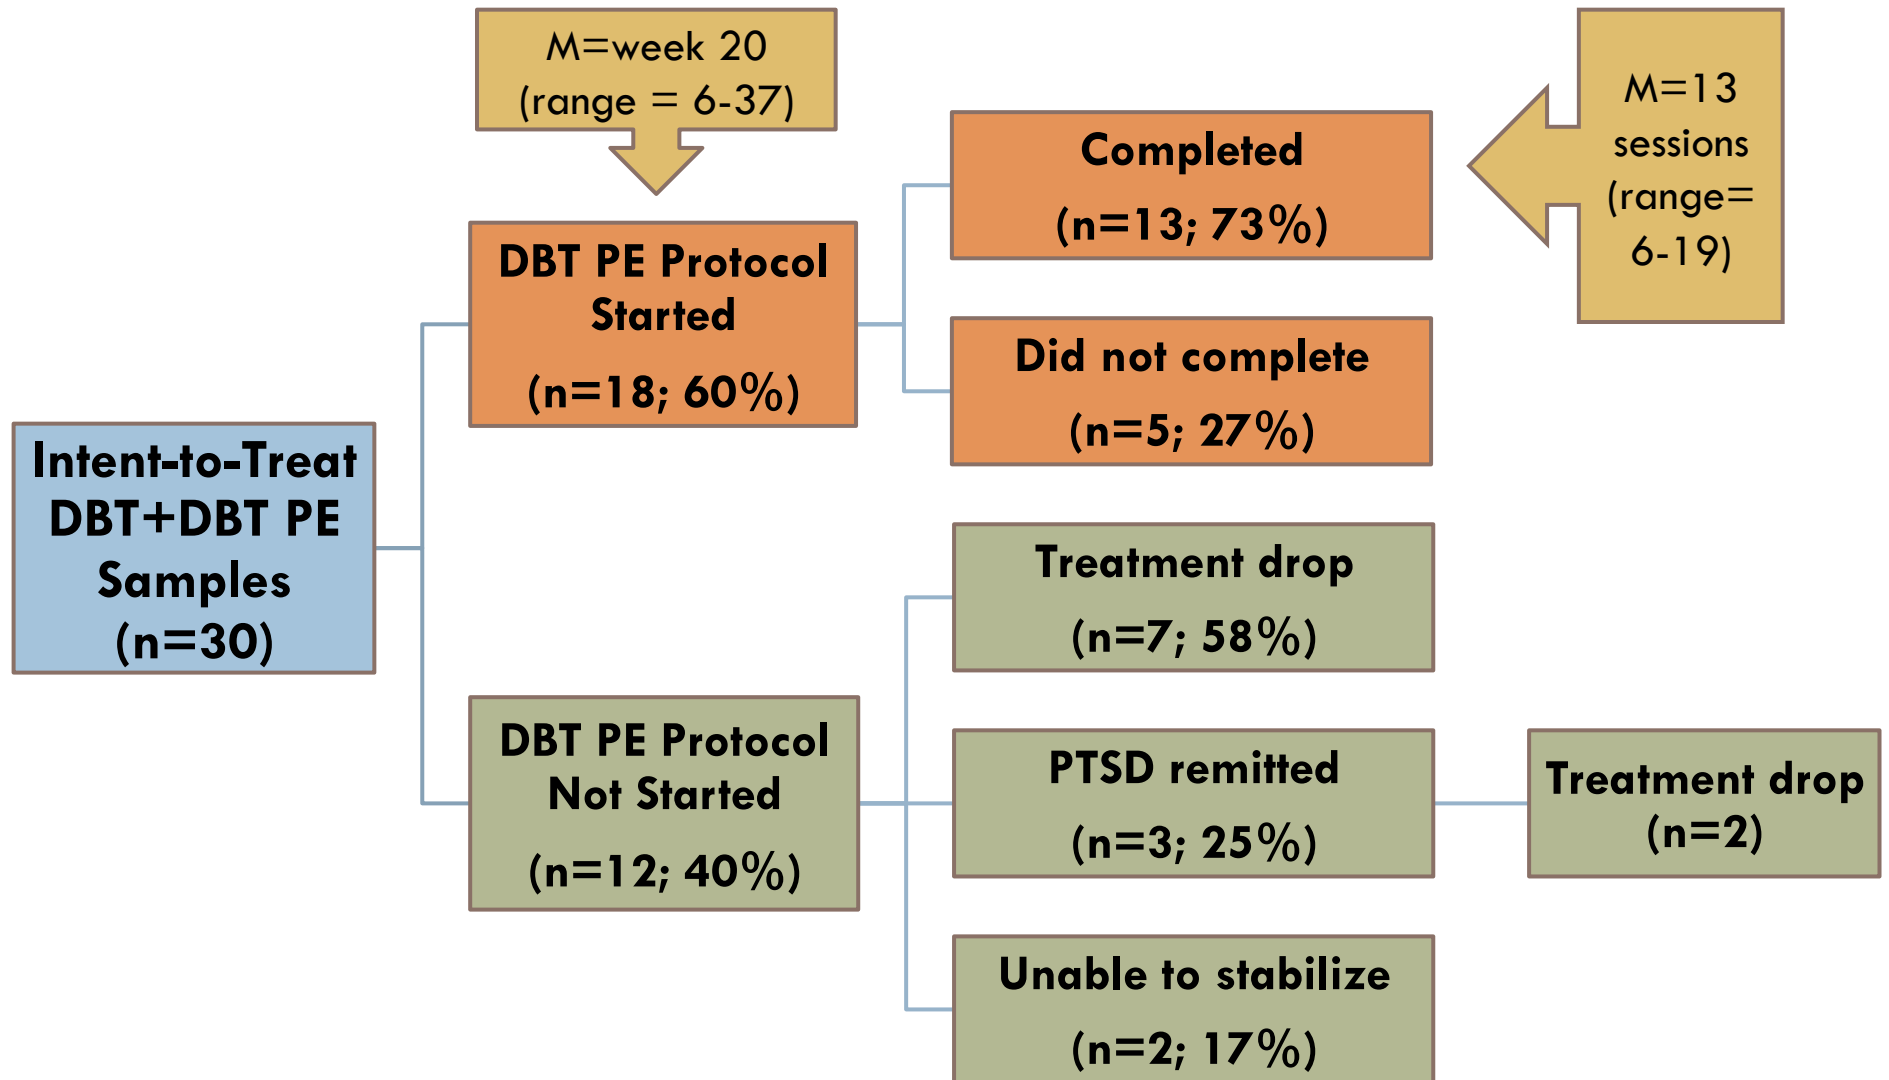 M=week 20
(range = 6-37)
M=13
sessions
(range=
6-19)
Completed
(n=13; 73%)
DBT PE Protocol
Started
(n=18; 60%)
Did not complete
(n=5; 27%)
Intent-to-Treat
DBT+DBT PE
Samples
(n=30)
Treatment drop
(n=7; 58%)
DBT PE Protocol
Not Started
(n=12; 40%)
PTSD remitted
(n=3; 25%)
Treatment drop
(n=2)
Unable to stabilize
(n=2; 17%)